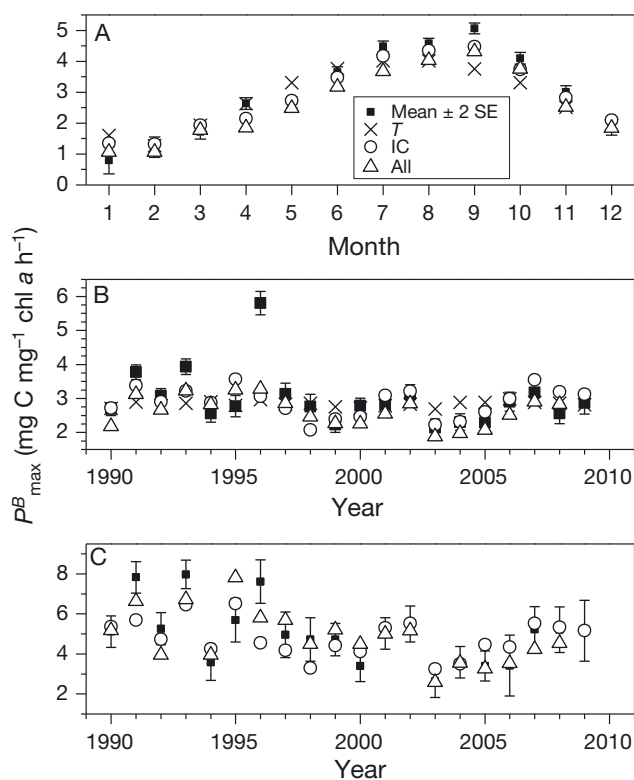 A
5
4
3
2
1
0
Mean ± 2 SE
T
IC
All
1 2 3 4 5 6 7 8 9 10 11 12
Month
P^B_max (mg C mg⁻¹ chl a h⁻¹)
B
6
5
4
3
2
1990 1995 2000 2005 2010
Year
C
8
6
4
2
1990 1995 2000 2005 2010
Year